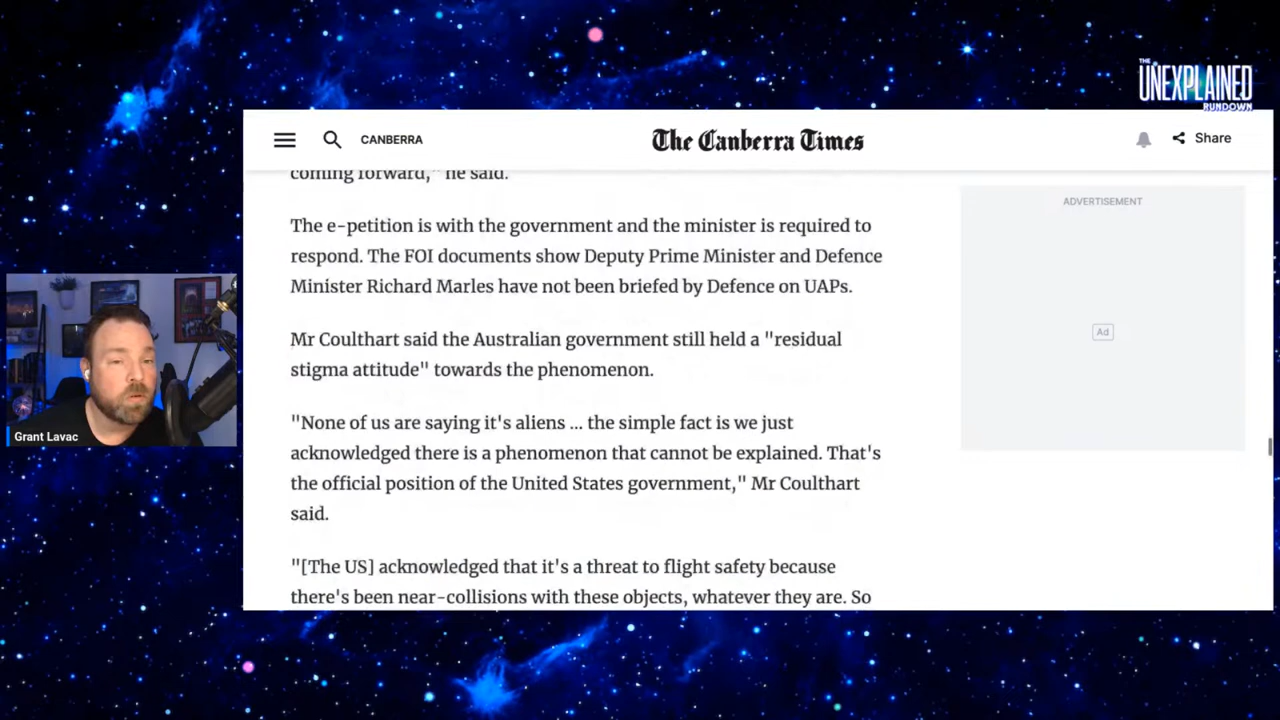 THE
UNEXPLAINED
RUNDOWN
CANBERRA
The Canberra Times
Share
coming forward," he said.
The e-petition is with the government and the minister is required to
respond. The FOI documents show Deputy Prime Minister and Defence
Minister Richard Marles have not been briefed by Defence on UAPs.
Mr Coulthart said the Australian government still held a "residual
stigma attitude" towards the phenomenon.
"None of us are saying it's aliens ... the simple fact is we just
acknowledged there is a phenomenon that cannot be explained. That's
the official position of the United States government," Mr Coulthart
said.
"[The US] acknowledged that it's a threat to flight safety because
there's been near-collisions with these objects, whatever they are. So
ADVERTISEMENT
Ad
Grant Lavac